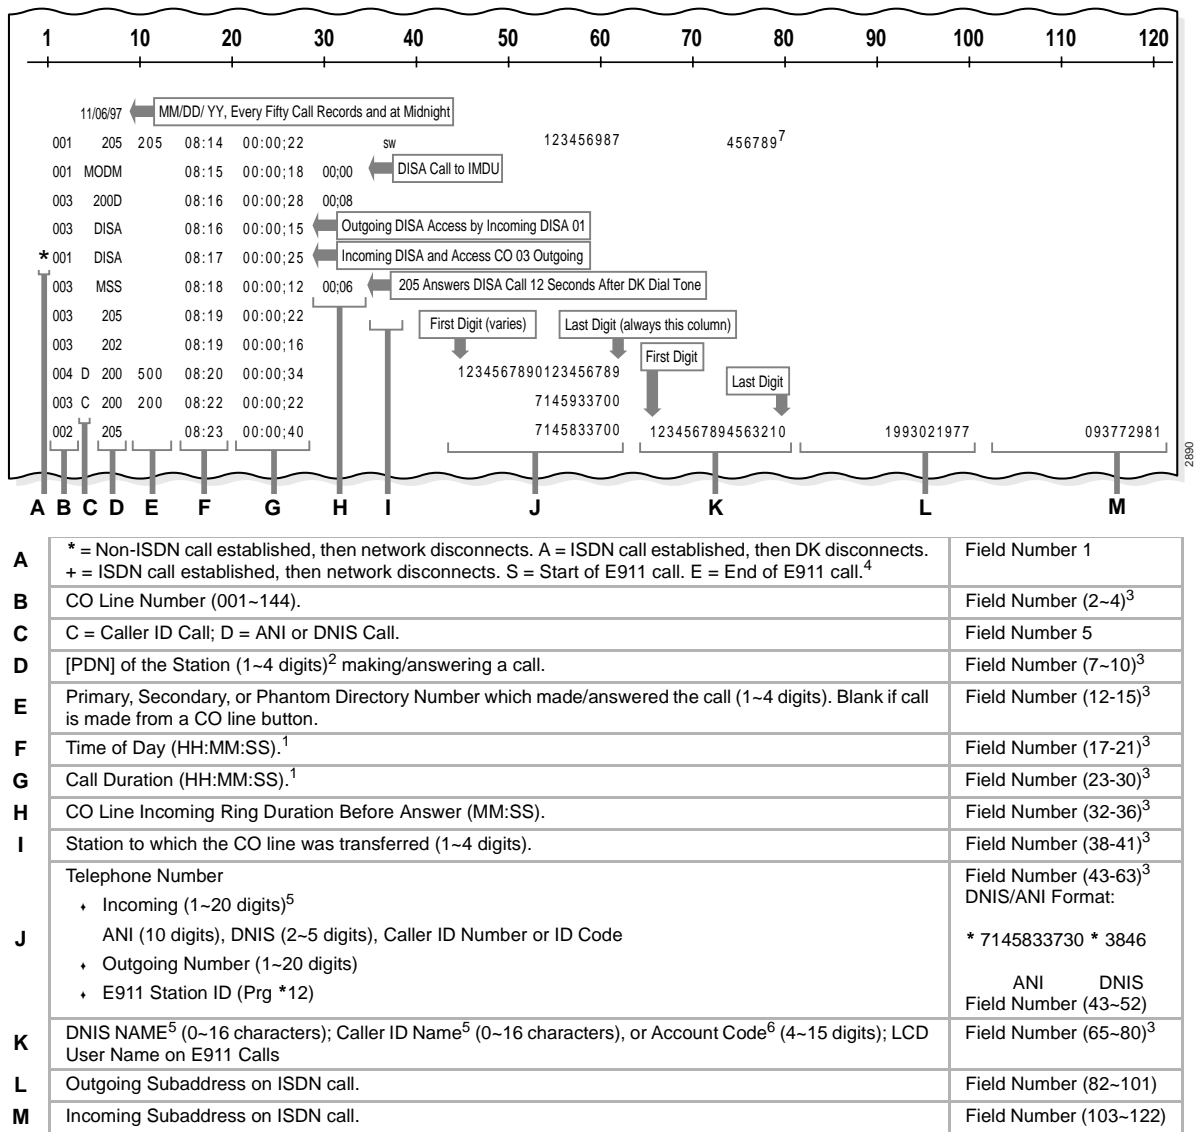 1 10 20 30 40 50 60 70 80 90 100 110 120
11/06/97 MM/DD/ YY, Every Fifty Call Records and at Midnight
001 205 205 08:14 00:00;22 sw 123456987 456789⁷
001 MODM 08:15 00:00;18 00;00 DISA Call to IMDU
003 200D 08:16 00:00;28 00;08
003 DISA 08:16 00:00;15 Outgoing DISA Access by Incoming DISA 01
*001 DISA 08:17 00:00;25 Incoming DISA and Access CO 03 Outgoing
003 MSS 08:18 00:00;12 00;06 205 Answers DISA Call 12 Seconds After DK Dial Tone
003 205 08:19 00:00;22 First Digit (varies) Last Digit (always this column)
003 202 08:19 00:00;16 First Digit
004 D 200 500 08:20 00:00;34 1234567890123456789 Last Digit
003 C 200 200 08:22 00:00;22 7145933700
002 205 08:23 00:00;40 7145833700 1234567894563210 1993021977 093772981
2890
A B C D E F G H I J K L M
A * = Non-ISDN call established, then network disconnects. A = ISDN call established, then DK disconnects. Field Number 1
+ = ISDN call established, then network disconnects. S = Start of E911 call. E = End of E911 call.⁴
B CO Line Number (001~144). Field Number (2~4)³
C C = Caller ID Call; D = ANI or DNIS Call. Field Number 5
D [PDN] of the Station (1~4 digits)² making/answering a call. Field Number (7~10)³
E Primary, Secondary, or Phantom Directory Number which made/answered the call (1~4 digits). Blank if call Field Number (12-15)³
is made from a CO line button.
F Time of Day (HH:MM:SS).¹ Field Number (17-21)³
G Call Duration (HH:MM:SS).¹ Field Number (23-30)³
H CO Line Incoming Ring Duration Before Answer (MM:SS). Field Number (32-36)³
I Station to which the CO line was transferred (1~4 digits). Field Number (38-41)³
J Telephone Number Field Number (43-63)³
♦ Incoming (1~20 digits)⁵ DNIS/ANI Format:
ANI (10 digits), DNIS (2~5 digits), Caller ID Number or ID Code * 7145833730 * 3846
♦ Outgoing Number (1~20 digits)
♦ E911 Station ID (Prg *12) ANI DNIS
Field Number (43~52)
K DNIS NAME⁵ (0~16 characters); Caller ID Name⁵ (0~16 characters), or Account Code⁶ (4~15 digits); LCD Field Number (65~80)³
User Name on E911 Calls
L Outgoing Subaddress on ISDN call. Field Number (82~101)
M Incoming Subaddress on ISDN call. Field Number (103~122)